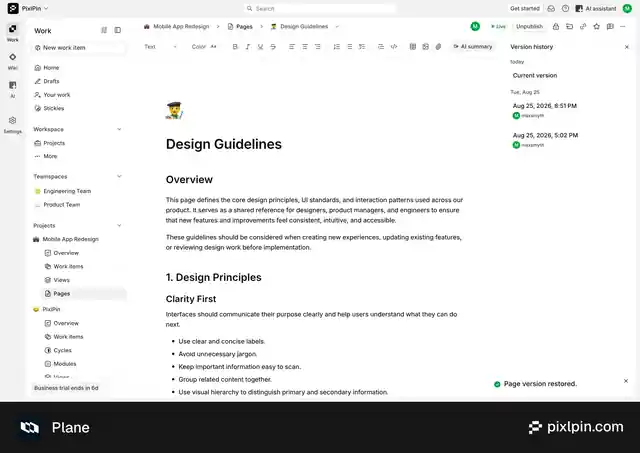 PixlPin
Search
Get started
AI assistant
M
Work
Wiki
AI
Settings
Work
New work item
Home
Drafts
Your work
Stickies
Workspace
Projects
More
Teamspaces
Engineering Team
Product Team
Projects
Mobile App Redesign
Overview
Work items
Views
Pages
PixlPin
Overview
Work items
Cycles
Modules
Views
Business trial ends in 6d
Mobile App Redesign > Pages > Design Guidelines
M
Live
Unpublish
Text
Color Aa
B I U S
AI summary
Design Guidelines
Overview
This page defines the core design principles, UI standards, and interaction patterns used across our
product. It serves as a shared reference for designers, product managers, and engineers to ensure
that new features and improvements feel consistent, intuitive, and accessible.
These guidelines should be considered when creating new experiences, updating existing features,
or reviewing design work before implementation.
1. Design Principles
Clarity First
Interfaces should communicate their purpose clearly and help users understand what they can do
next.
• Use clear and concise labels.
• Avoid unnecessary jargon.
• Keep important information easy to scan.
• Group related content together.
• Use visual hierarchy to distinguish primary and secondary information.
Version history
Today
Current version
Tue, Aug 25
Aug 25, 2026, 6:51 PM
M
Aug 25, 2026, 5:02 PM
M
Page version restored.
Plane
pixlpin.com